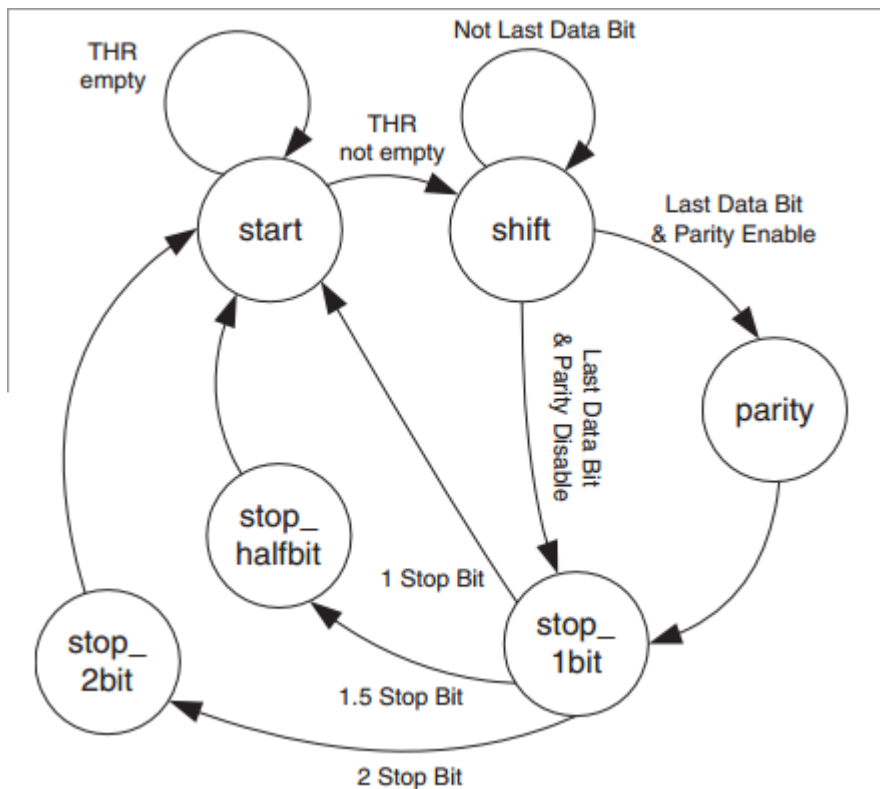 THR
empty
Not Last Data Bit
THR
not empty
start
shift
Last Data Bit
& Parity Enable
Last Data Bit
& Parity Disable
parity
stop_
halfbit
1 Stop Bit
stop_
1bit
stop_
2bit
1.5 Stop Bit
2 Stop Bit